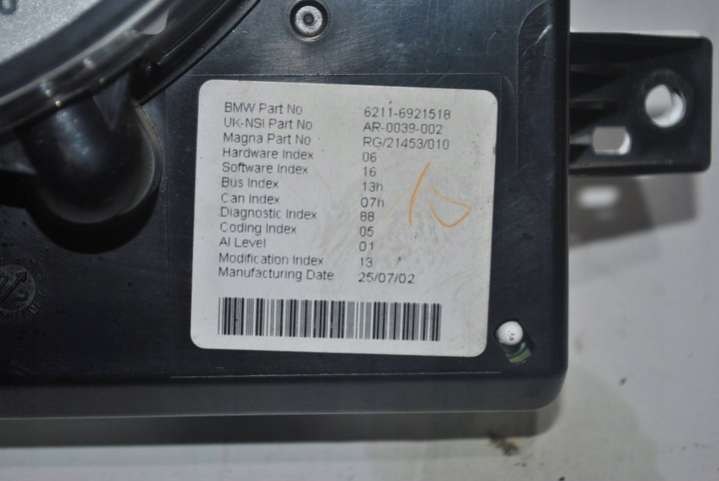 BMW Part No 6211-6921518
UK-NSI Part No AR-0039-002
Magna Part No RG/21453/010
Hardware Index 06
Software Index 16
Bus Index 13h
Can Index 07h
Diagnostic Index 88
Coding Index 05
AI Level 01
Modification Index 13
Manufacturing Date 25/07/02